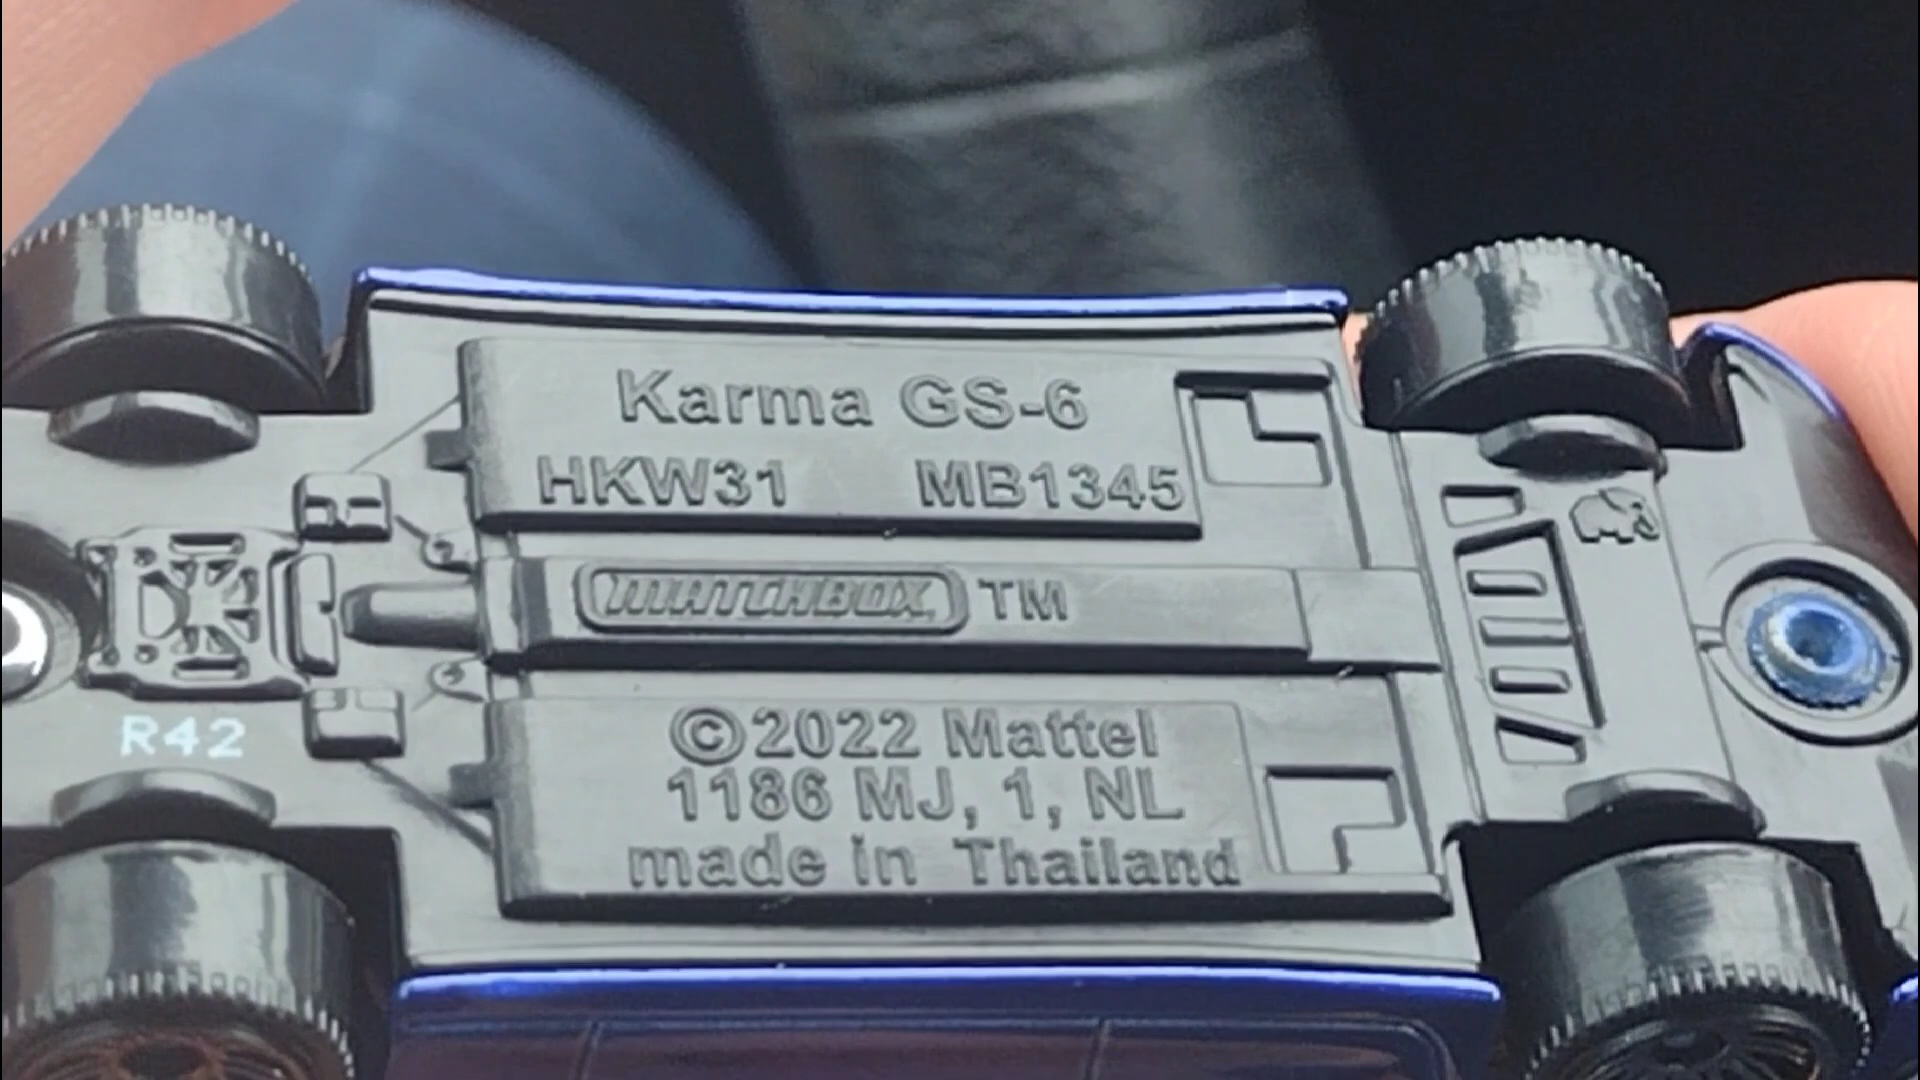 Karma GS-6
HKW31 MB1345
MATCHBOX TM
R42
©2022 Mattel
1186 MJ, 1, NL
made in Thailand